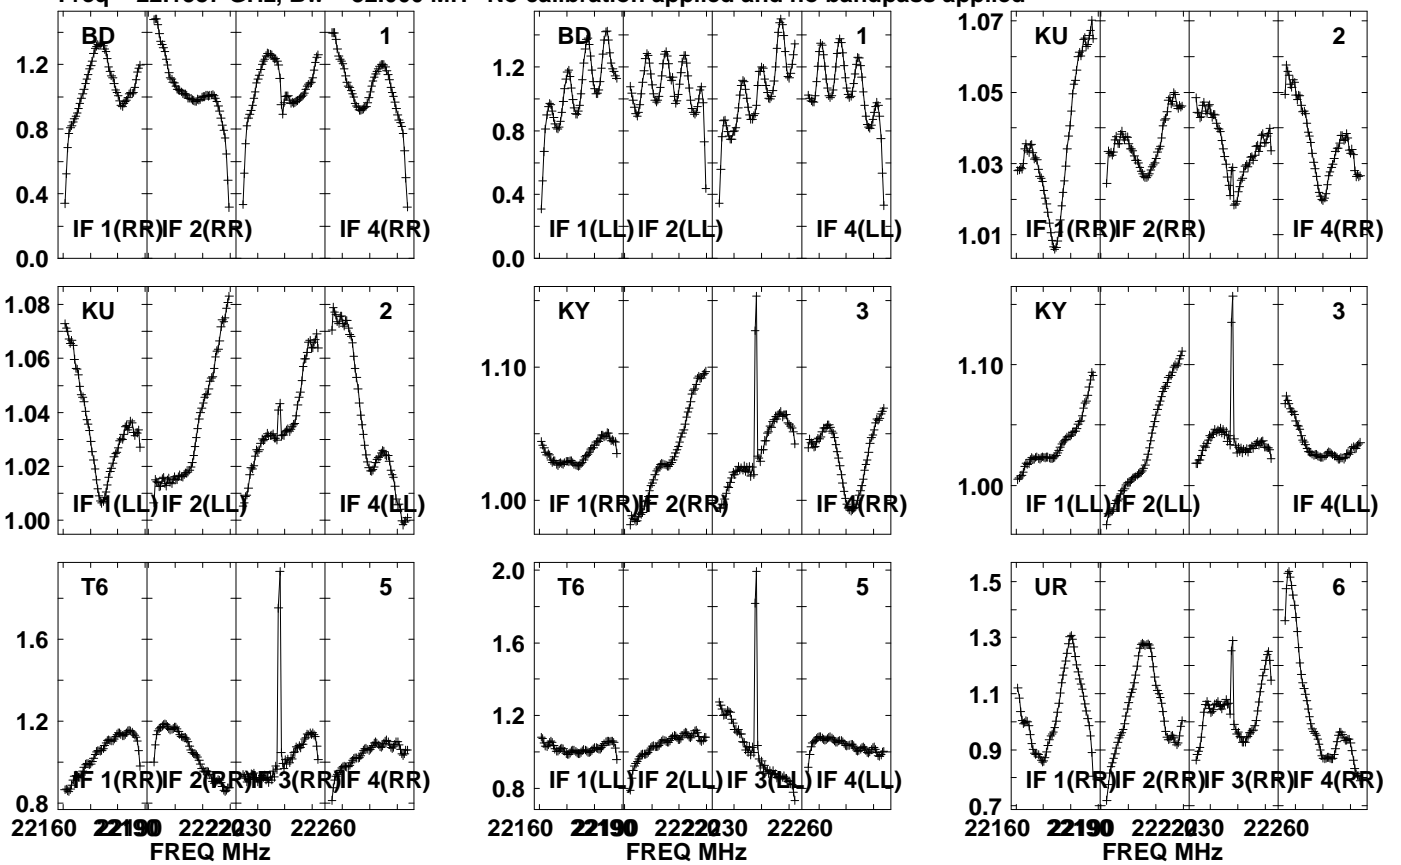 Freq = GHz, Bw = 32.000 MH No calibration applied and no bandpass applied
BD 1
1.2
0.8
0.4
0.0
IF 1(RR) IF 2(RR) IF 4(RR)
BD 1
1.2
0.8
0.4
0.0
IF 1(LL) IF 2(LL) IF 4(LL)
KU 2
1.07
1.05
1.03
1.01
IF 1(RR) IF 2(RR) IF 4(RR)
KU 2
1.08
1.06
1.04
1.02
1.00
IF 1(LL) IF 2(LL) IF 4(LL)
KY 3
1.10
1.00
IF 1(RR) IF 2(RR) IF 4(RR)
KY 3
1.10
1.00
IF 1(LL) IF 2(LL) IF 4(LL)
T6 5
1.6
1.2
0.8
IF 1(RR) IF 2(RR) IF 3(RR) IF 4(RR)
22160 22190 22220 22230 22260
FREQ MHz
T6 5
2.0
1.6
1.2
0.8
IF 1(LL) IF 2(LL) IF 3(LL) IF 4(LL)
22160 22190 22220 22230 22260
FREQ MHz
UR 6
1.5
1.3
1.1
0.9
0.7
IF 1(RR) IF 2(RR) IF 3(RR) IF 4(RR)
22160 22190 22220 22230 22260
FREQ MHz